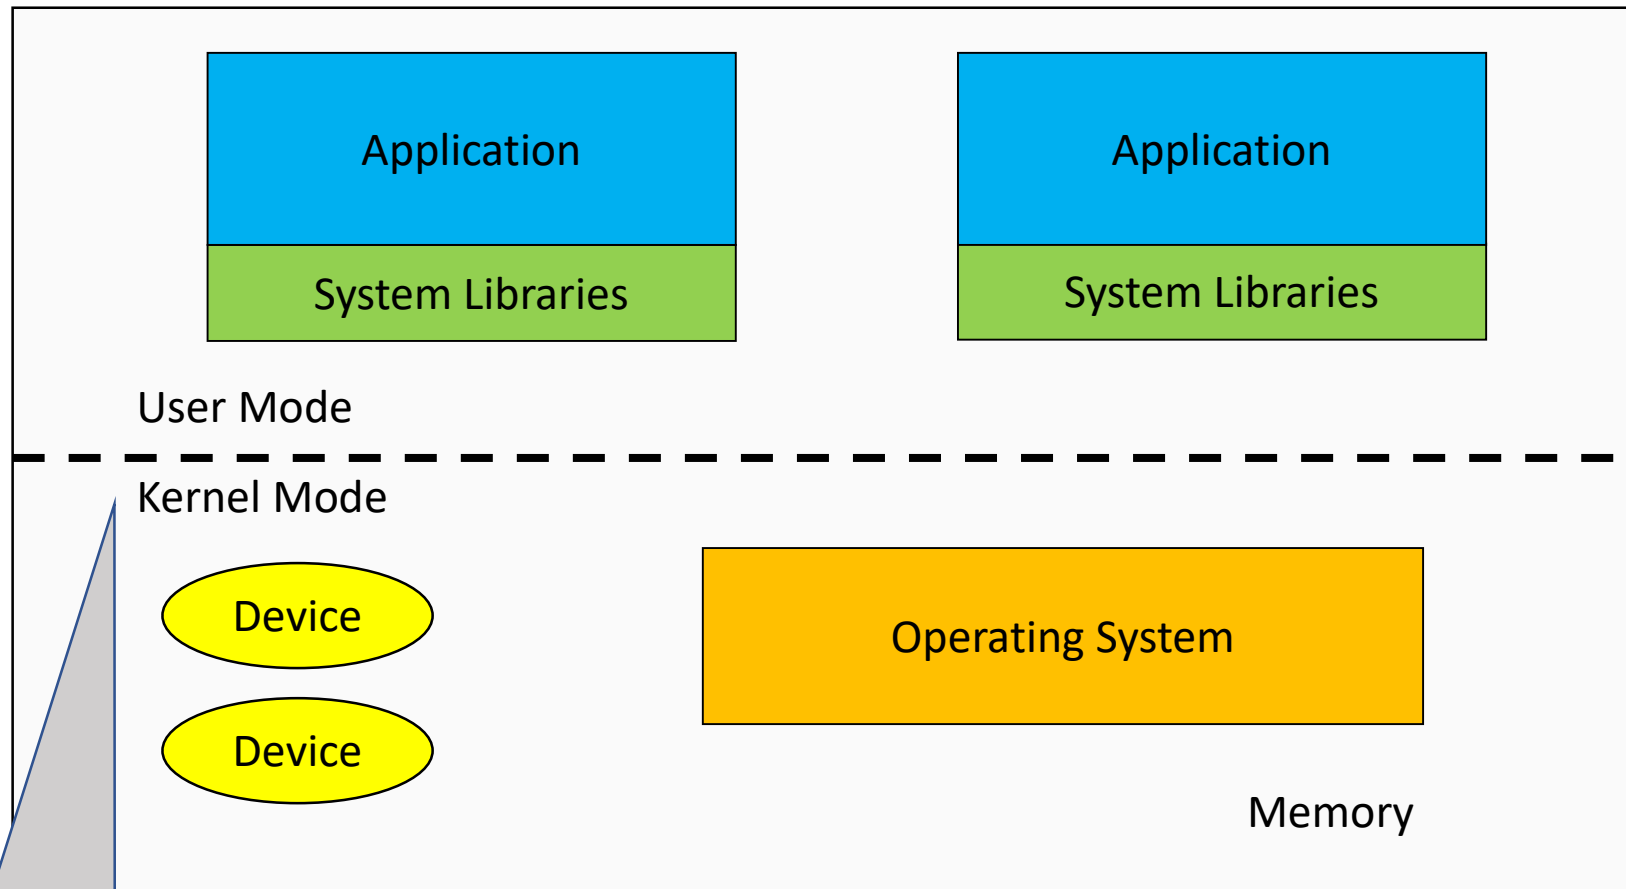 Application
Application
System Libraries
System Libraries
User Mode
Kernel Mode
Device
Operating System
Device
Memory